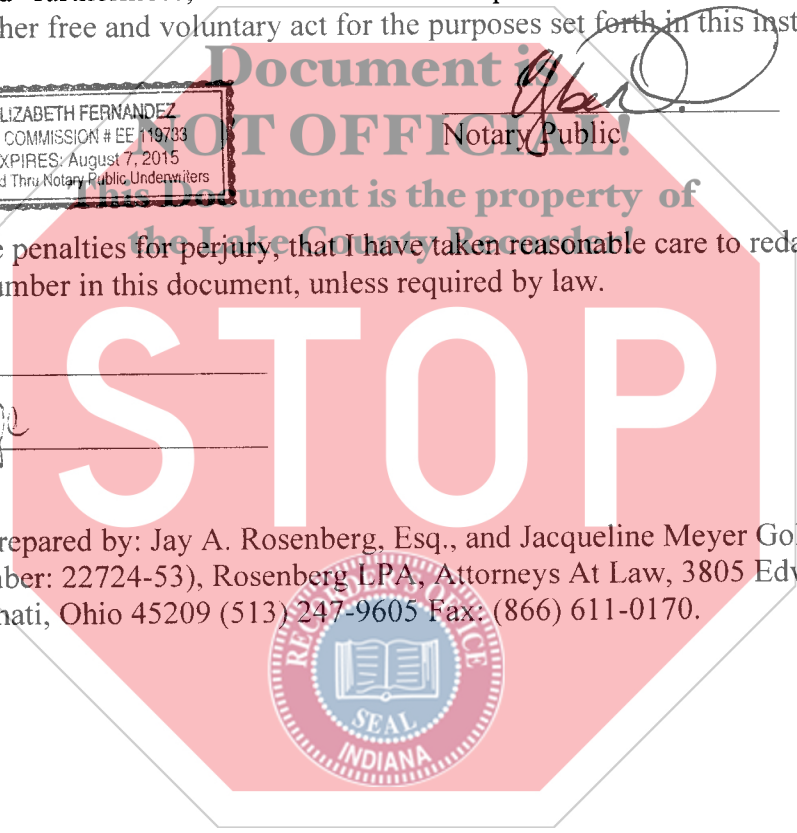 her free and voluntary act for the purposes set forth in this inst
Document is
NOT OFFICIAL!
This Document is the property of
the Lake County Recorder!
LIZABETH FERNANDEZ
COMMISSION # EE 119783
XPIRES: August 7, 2015
d Thru Notary Public Underwriters
Notary Public
e penalties for perjury, that I have taken reasonable care to reda
umber in this document, unless required by law.
STOP
repared by: Jay A. Rosenberg, Esq., and Jacqueline Meyer Gol
ber: 22724-53), Rosenberg LPA, Attorneys At Law, 3805 Edw
nati, Ohio 45209 (513) 247-9605 Fax: (866) 611-0170.
RECORDER'S OFFICE
SEAL
INDIANA